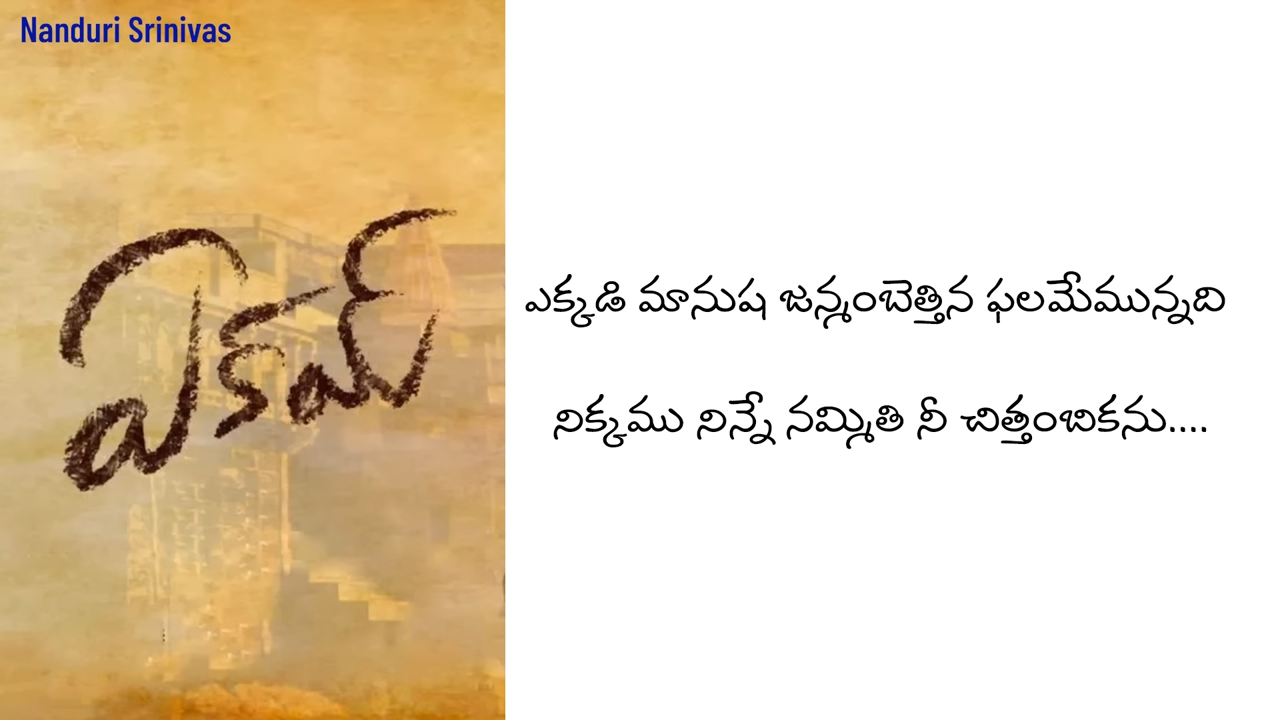 Nanduri Srinivas
ఏకమ్
ఎక్కడి మానుష జన్మంబెత్తిన ఫలమేమున్నది
నిక్కము నిన్నే నమ్మితి నీ చిత్తంబికను....